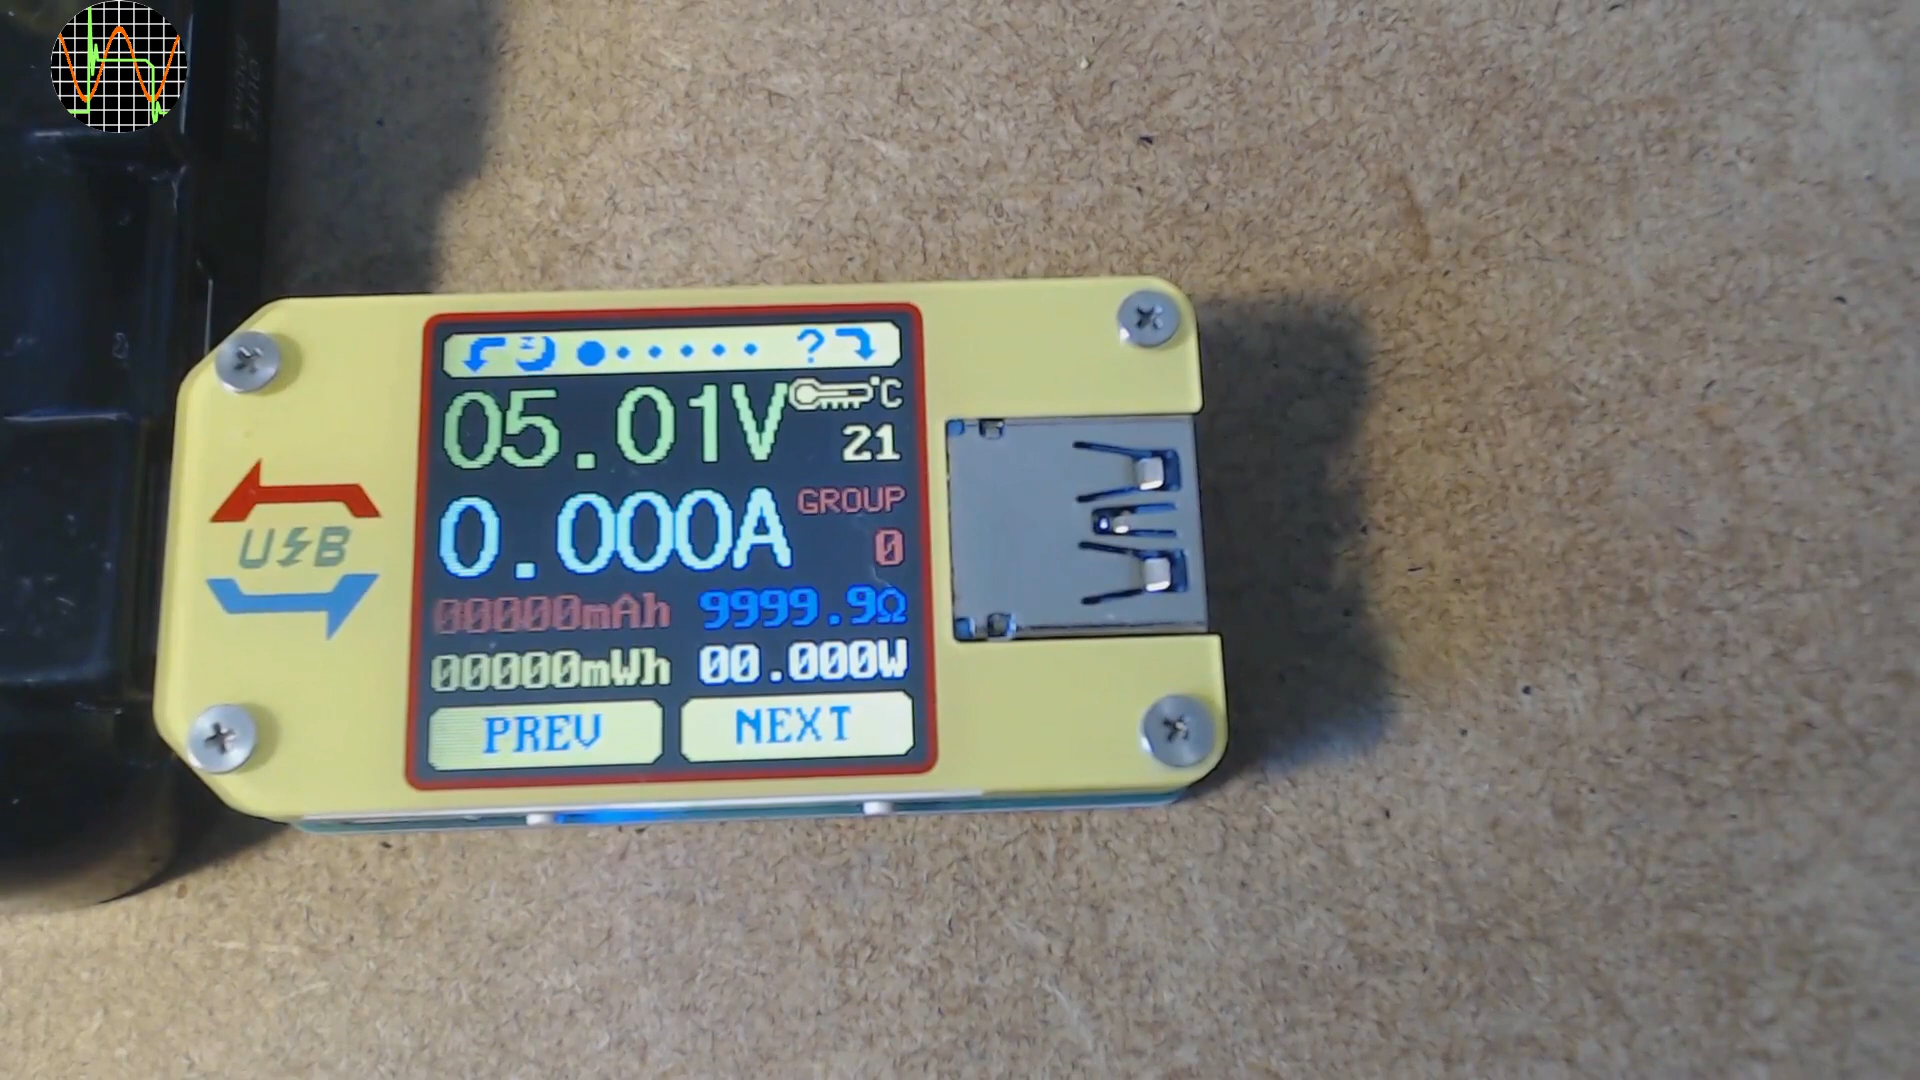 ?
05.01V °C
21
0.000A GROUP
0
USB
00000mAh 9999.9Ω
00000mWh 00.000W
PREV NEXT